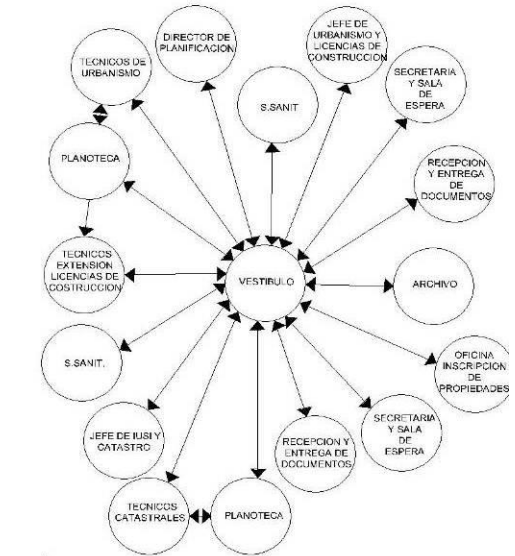 DIRECTOR DE
PLANIFICACION
JEFE DE
URBANISMO Y
LICENCIAS DE
CONSTRUCCION
TECNICOS DE
URBANISMO
SECRETARIA
Y SALA
DE
ESPERA
S.SANIT
PLANOTECA
RECEPCION
Y ENTREGA
DE
DOCUMENTOS
TECNICOS
EXTENSIÓN
LICENCIAS DE
COSTRUCCION
VESTIBULO
ARCHIVO
S.SANIT.
OFICINA
INSCRIPCION
DE
PROPIEDADES
JEFE DE IUSI Y
CATASTRO
RECEPCION Y
ENTREGA DE
DOCUMENTOS
SECRETARIA
Y SALA
DE
ESPERA
TECNICOS
CATASTRALES
PLANOTECA